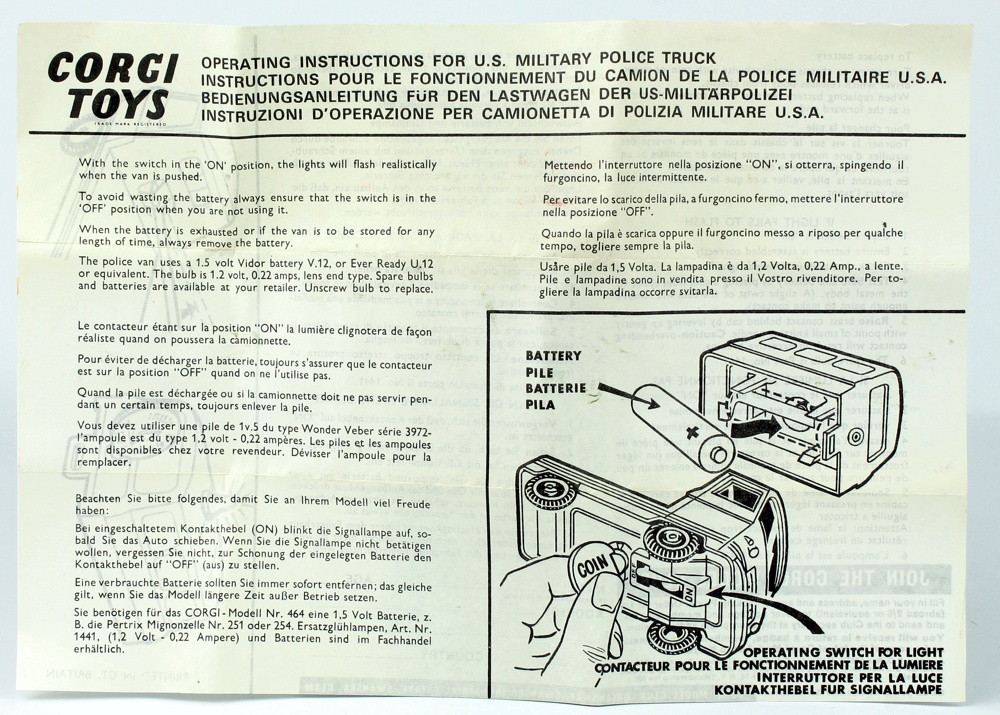 CORGI
TOYS
TRADE MARK REGISTERED
OPERATING INSTRUCTIONS FOR U.S. MILITARY POLICE TRUCK
INSTRUCTIONS POUR LE FONCTIONNEMENT DU CAMION DE LA POLICE MILITAIRE U.S.A.
BEDIENUNGSANLEITUNG FÜR DEN LASTWAGEN DER US-MILITÄRPOLIZEI
INSTRUZIONI D'OPERAZIONE PER CAMIONETTA DI POLIZIA MILITARE U.S.A.
With the switch in the 'ON' position, the lights will flash realistically
when the van is pushed.
To avoid wasting the battery always ensure that the switch is in the
'OFF' position when you are not using it.
When the battery is exhausted or if the van is to be stored for any
length of time, always remove the battery.
The police van uses a 1.5 volt Vidor battery V.12, or Ever Ready U.12
or equivalent. The bulb is 1.2 volt, 0.22 amps, lens end type. Spare bulbs
and batteries are available at your retailer. Unscrew bulb to replace.
Le contacteur étant sur la position "ON" la lumière clignotera de façon
réaliste quand on poussera la camionnette.
Pour éviter de décharger la batterie, toujours s'assurer que le contacteur
est sur la position "OFF" quand on ne l'utilise pas.
Quand la pile est déchargée ou si la camionnette doit ne pas servir pen-
dant un certain temps, toujours enlever la pile.
Vous devez utiliser une pile de 1v.5 du type Wonder Veber série 3972-
l'ampoule est du type 1,2 volt - 0,22 ampères. Les piles et les ampoules
sont disponibles chez votre revendeur. Dévisser l'ampoule pour la
remplacer.
Beachten Sie bitte folgendes, damit Sie an Ihrem Modell viel Freude
haben:
Bei eingeschaltetem Kontakthebel (ON) blinkt die Signallampe auf, so-
bald Sie das Auto schieben. Wenn Sie die Signallampe nicht betätigen
wollen, vergessen Sie nicht, zur Schonung der eingelegten Batterie den
Kontakthebel auf "OFF" (aus) zu stellen.
Eine verbrauchte Batterie sollten Sie immer sofort entfernen; das gleiche
gilt, wenn Sie das Modell längere Zeit außer Betrieb setzen.
Sie benötigen für das CORGI-Modell Nr. 464 eine 1,5 Volt Batterie, z.
B. die Pertrix Mignonzelle Nr. 251 oder 254. Ersatzglühlampen, Art. Nr.
1441, (1,2 Volt - 0,22 Ampere) und Batterien sind im Fachhandel
erhältlich.
Mettendo l'interruttore nella posizione "ON", si otterra, spingendo il
furgoncino, la luce intermittente.
Per evitare lo scarico della pila, a furgoncino fermo, mettere l'interruttore
nella posizione "OFF".
Quando la pila è scarica oppure il furgoncino messo a riposo per qualche
tempo, togliere sempre la pila.
Usare pile da 1,5 Volta. La lampadina è da 1,2 Volta, 0,22 Amp., a lente.
Pile e lampadine sono in vendita presso il Vostro rivenditore. Per to-
gliere la lampadina occorre svitarla.
BATTERY
PILE
BATTERIE
PILA
+
COIN
OFF
ON
OPERATING SWITCH FOR LIGHT
CONTACTEUR POUR LE FONCTIONNEMENT DE LA LUMIERE
INTERRUTTORE PER LA LUCE
KONTAKTHEBEL FUR SIGNALLAMPE